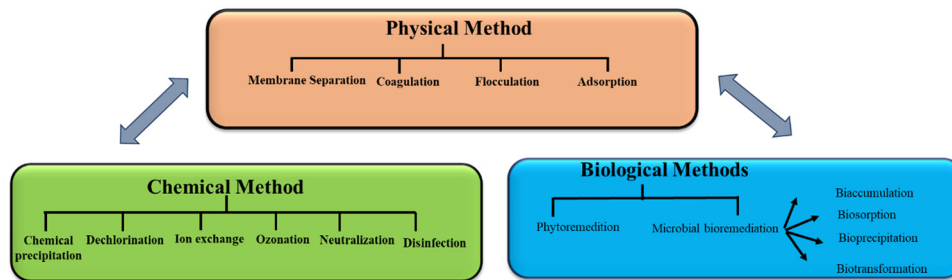 Physical Method
Membrane Separation Coagulation Flocculation Adsorption
Chemical Method
Chemical precipitation Dechlorination Ion exchange Ozonation Neutralization Disinfection
Biological Methods
Phytoremedition Microbial bioremediation
Biaccumulation
Biosorption
Bioprecipitation
Biotransformation